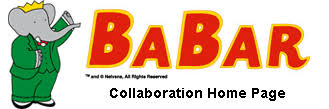 BABAR
TM and © Nelvana, All Rights Reserved
Collaboration Home Page